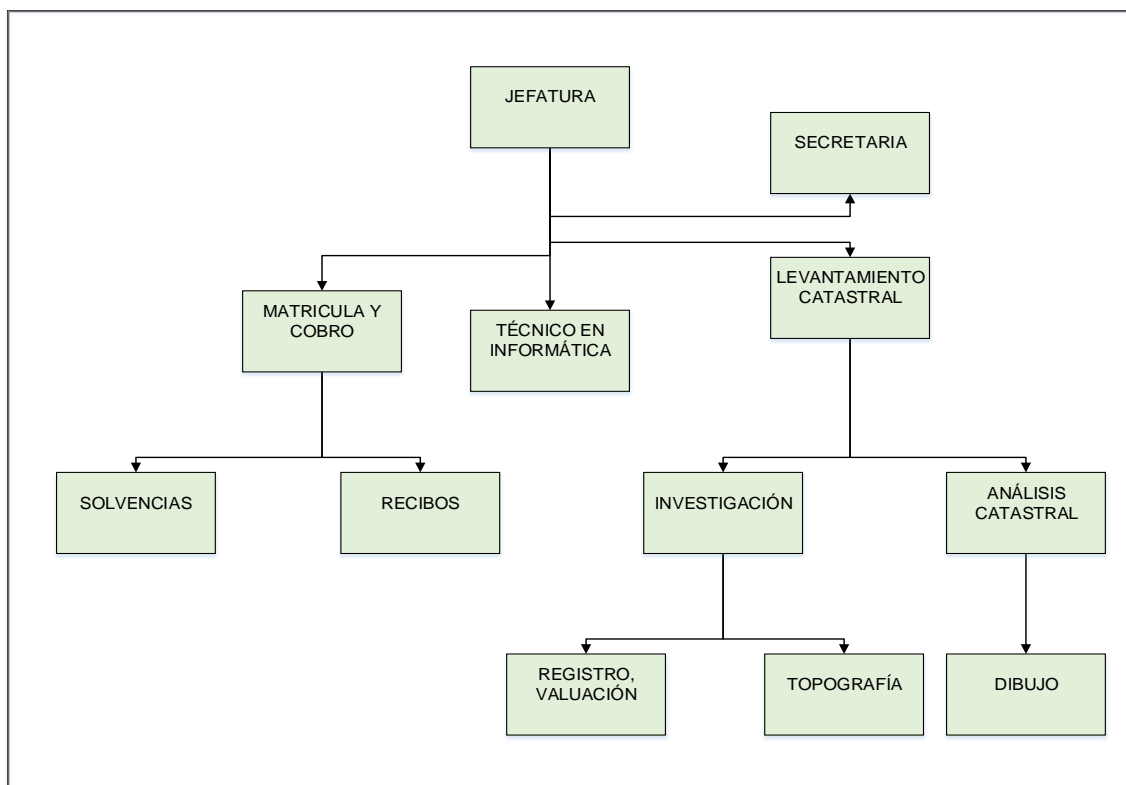 JEFATURA
SECRETARIA
LEVANTAMIENTO
CATASTRAL
MATRICULA Y
COBRO
TÉCNICO EN
INFORMÁTICA
SOLVENCIAS
RECIBOS
INVESTIGACIÓN
ANÁLISIS
CATASTRAL
REGISTRO,
VALUACIÓN
TOPOGRAFÍA
DIBUJO